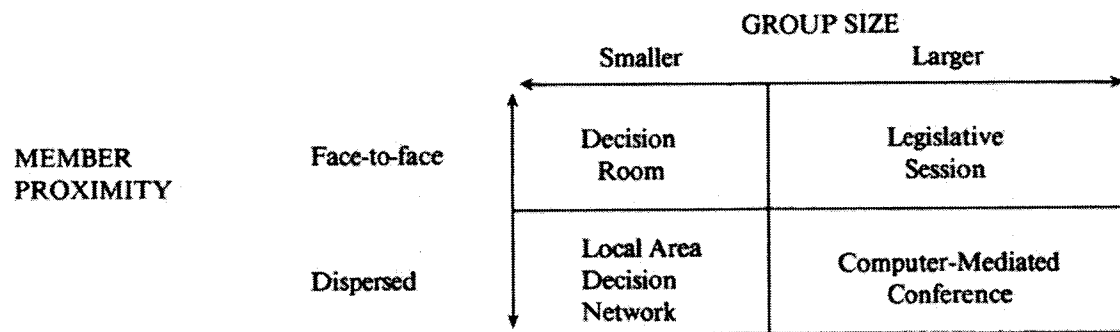 GROUP SIZE
Smaller Larger
MEMBER
PROXIMITY
Face-to-face
Decision
Room
Legislative
Session
Dispersed
Local Area
Decision
Network
Computer-Mediated
Conference